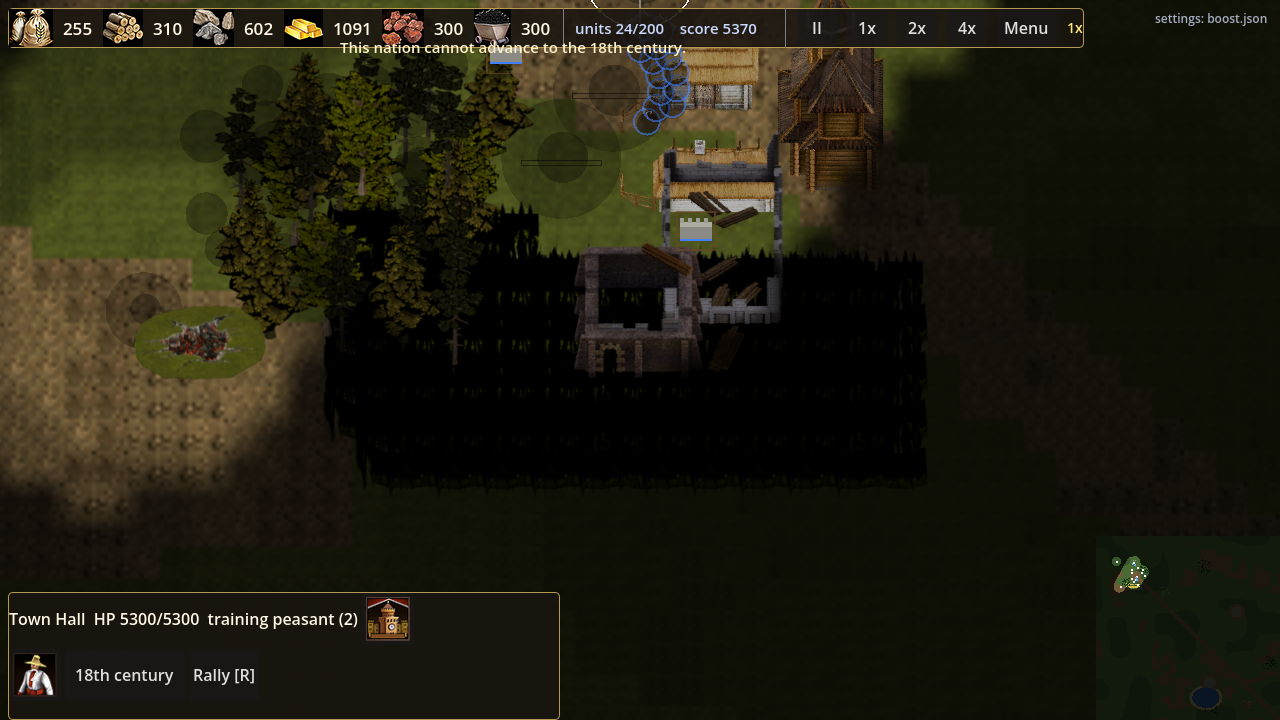 255 310 602 1091 300 300 units 24/200 score 5370 II 1x 2x 4x Menu 1x
settings: boost.json
This nation cannot advance to the 18th century.
Town Hall HP 5300/5300 training peasant (2)
18th century Rally [R]